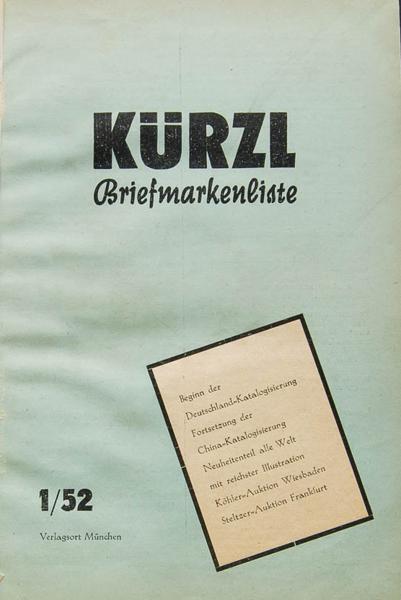 KÜRZL
Briefmarkenliste
Beginn der
Deutschland-Katalogisierung
Fortsetzung der
China-Katalogisierung
Neuheitenteil alle Welt
mit reichster Illustration
Köhler-Auktion Wiesbaden
Steltzer-Auktion Frankfurt
1/52
Verlagsort München